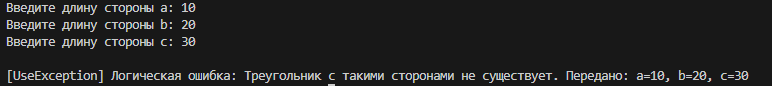 Введите длину стороны a: 10
Введите длину стороны b: 20
Введите длину стороны c: 30
[UseException] Логическая ошибка: Треугольник с такими сторонами не существует. Передано: a=10, b=20, c=30